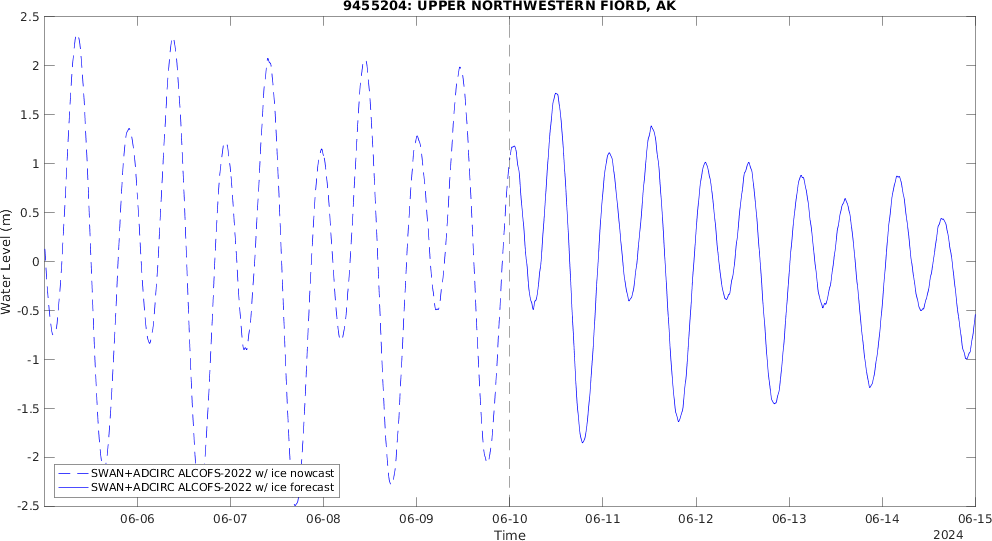 9455204: UPPER NORTHWESTERN FIORD, AK
2.5
2
1.5
1
0.5
0
-0.5
-1
-1.5
-2
-2.5
Water Level (m)
SWAN+ADCIRC ALCOFS-2022 w/ ice nowcast
SWAN+ADCIRC ALCOFS-2022 w/ ice forecast
06-06 06-07 06-08 06-09 06-10 06-11 06-12 06-13 06-14 06-15
Time
2024